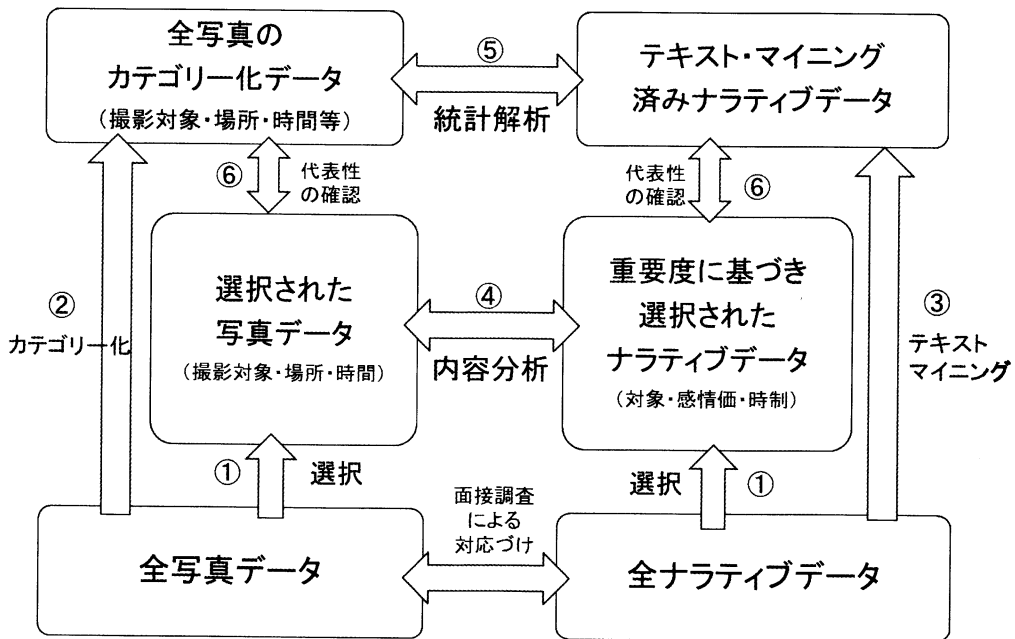 全写真の
カテゴリー化データ
（撮影対象・場所・時間等）
⑤
統計解析
テキスト・マイニング
済みナラティブデータ
⑥
代表性
の確認
代表性
の確認
⑥
②
カテゴリー化
選択された
写真データ
（撮影対象・場所・時間）
④
内容分析
重要度に基づき
選択された
ナラティブデータ
（対象・感情価・時制）
③
テキスト
マイニング
①
選択
選択
①
面接調査
による
対応づけ
全写真データ
全ナラティブデータ